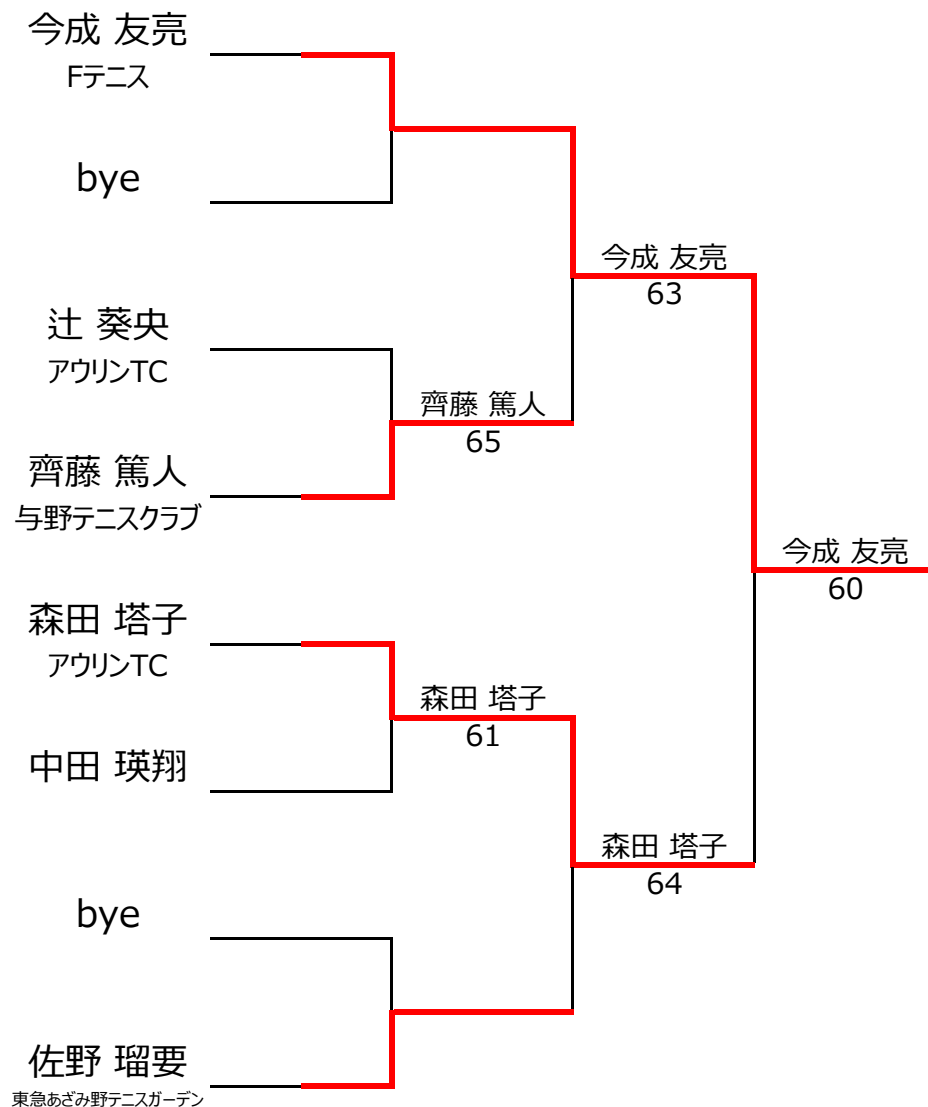 今成 友亮
Fテニス
bye
今成 友亮
63
辻 葵央
アウリンTC
齊藤 篤人
65
齊藤 篤人
与野テニスクラブ
今成 友亮
60
森田 塔子
アウリンTC
森田 塔子
61
中田 瑛翔
森田 塔子
64
bye
佐野 瑠要
東急あざみ野テニスガーデン